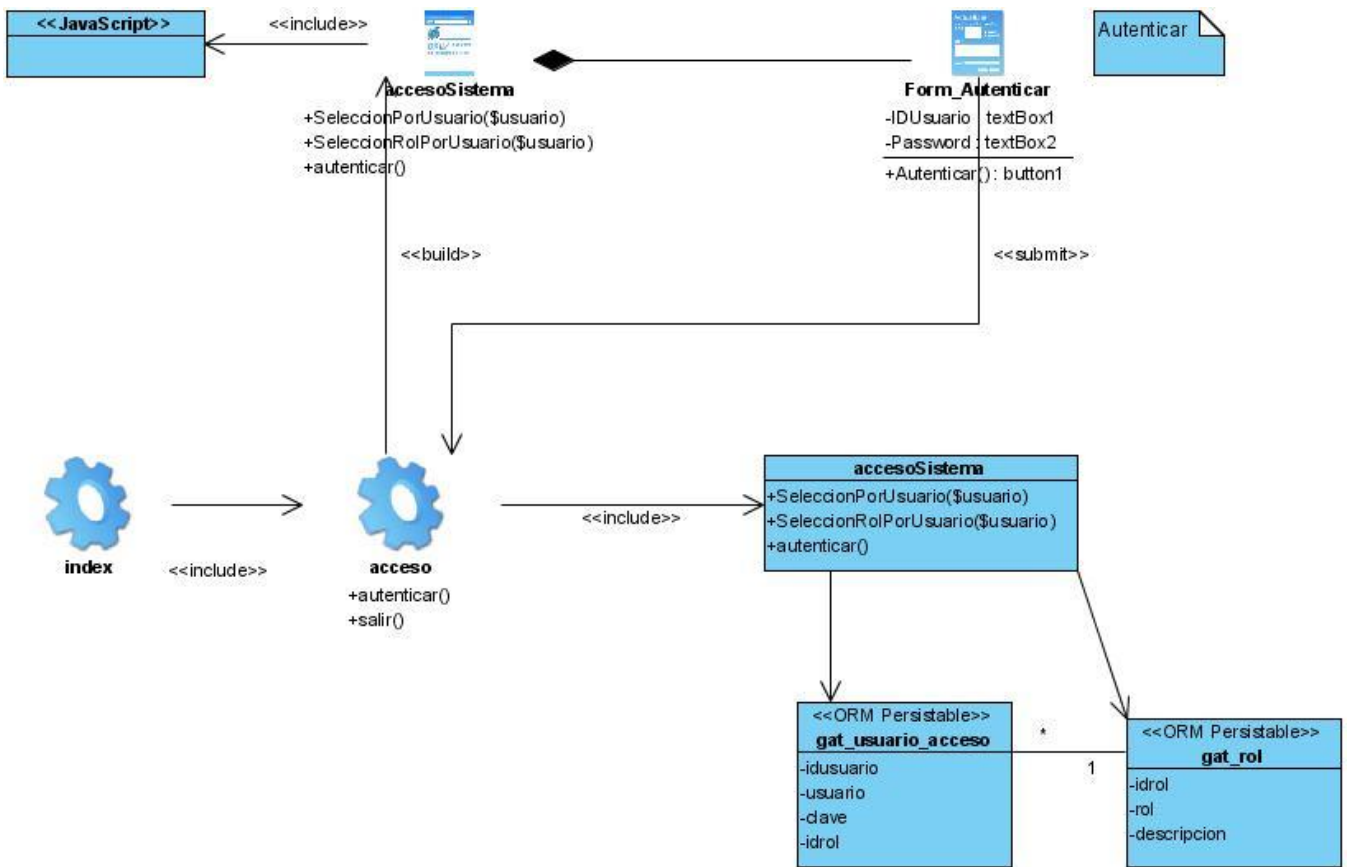 <<JavaScript>>
<<include>>
accesoSistema
+SeleccionPorUsuario($usuario)
+SeleccionRolPorUsuario($usuario)
+autenticar()
Form_Autenticar
-IDUsuario : textBox1
-Password : textBox2
+Autenticar() : button1
Autenticar
<<build>>
<<submit>>
index
<<include>>
acceso
+autenticar()
+salir()
<<include>>
accesoSistema
+SeleccionPorUsuario($usuario)
+SeleccionRolPorUsuario($usuario)
+autenticar()
<<ORM Persistable>>
gat_usuario_acceso
-idusuario
-usuario
-clave
-idrol
*
1
<<ORM Persistable>>
gat_rol
-idrol
-rol
-descripcion